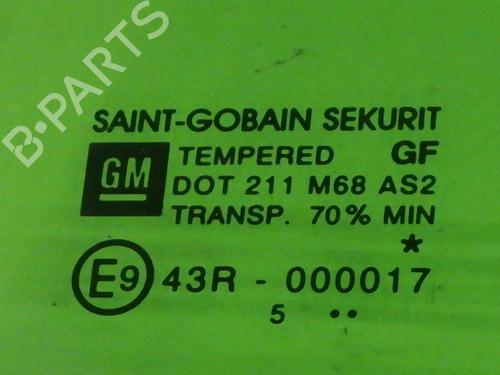 B-PARTS
SAINT-GOBAIN SEKURIT
GM TEMPERED GF
DOT 211 M68 AS2
TRANSP. 70% MIN
*
E9 43R - 000017
5 ••